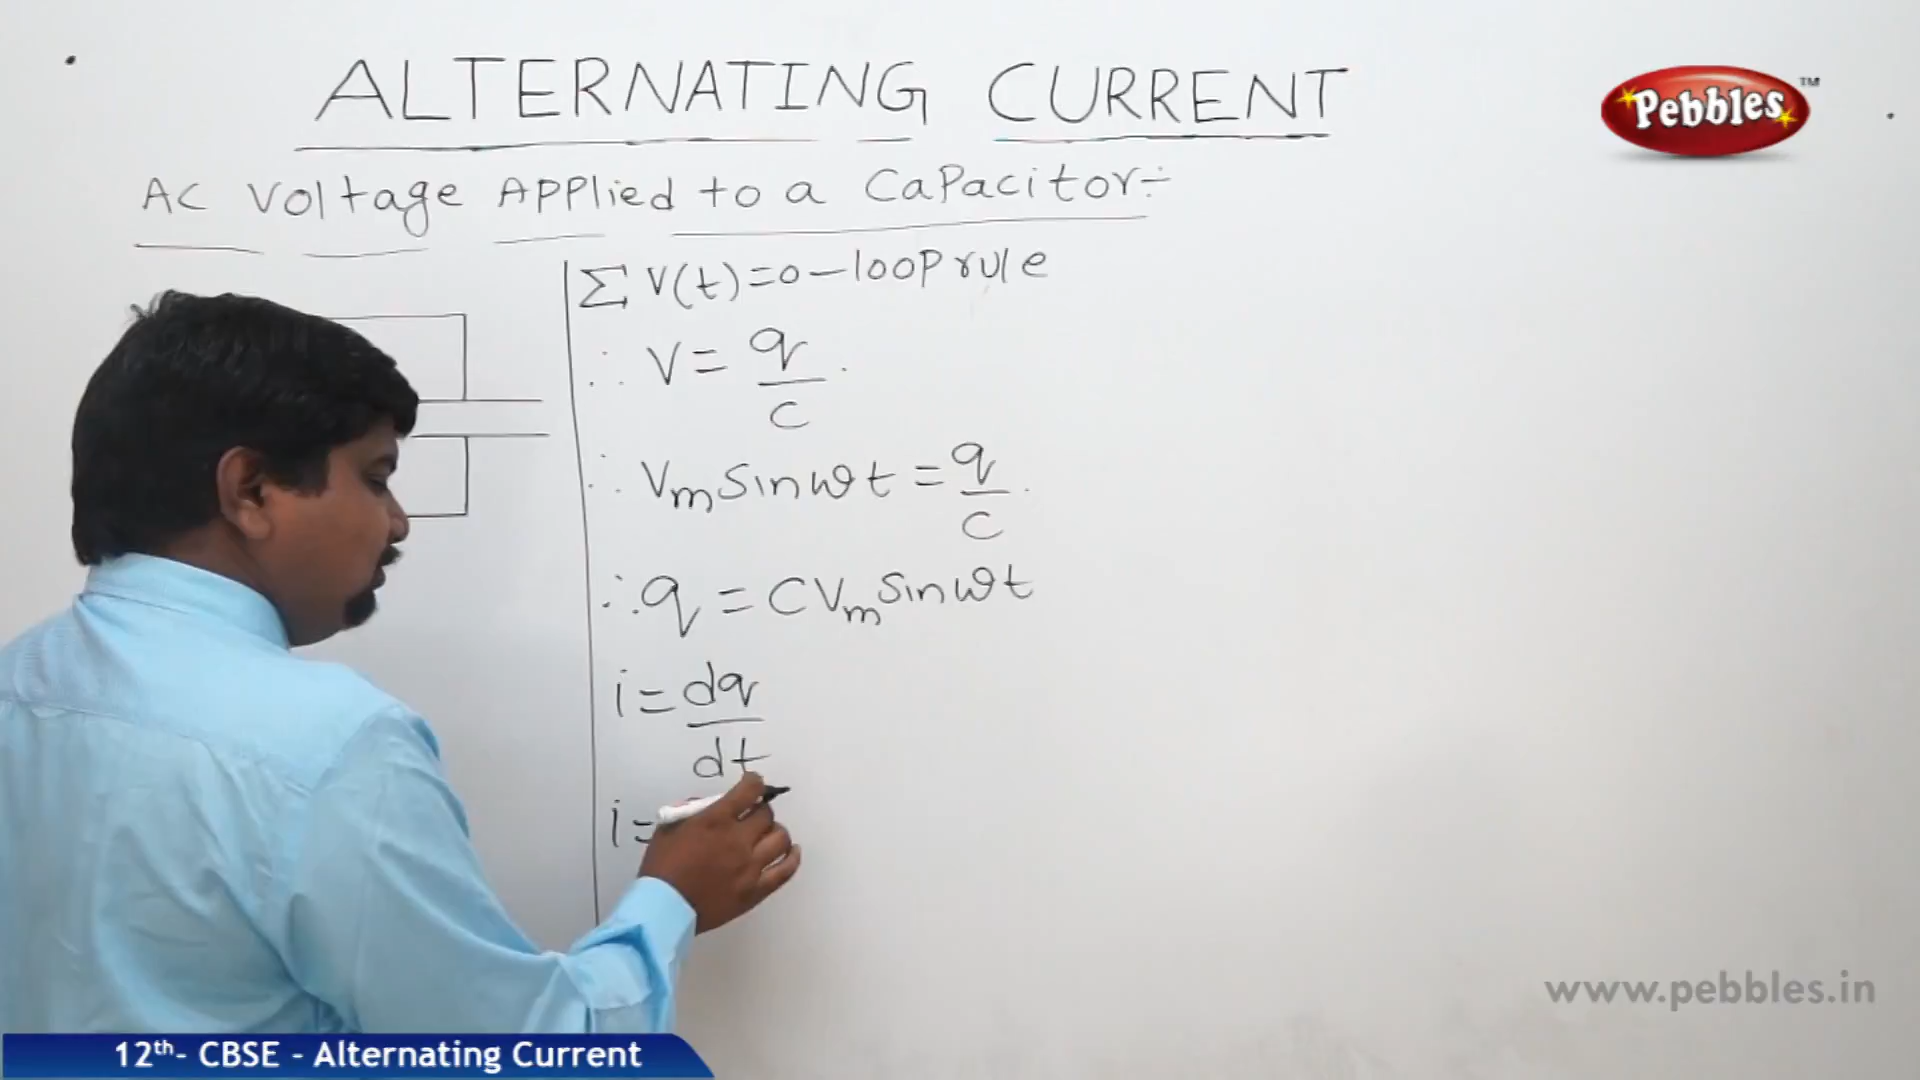 ALTERNATING CURRENT
Pebbles™
AC Voltage Applied to a Capacitor÷
∑ V(t)=0 – loop rule
∴ V = q/C
∴ Vm sin ωt = q/C
∴ q = CVm sin ωt
i = dq/dt
i =
www.pebbles.in
12th- CBSE - Alternating Current